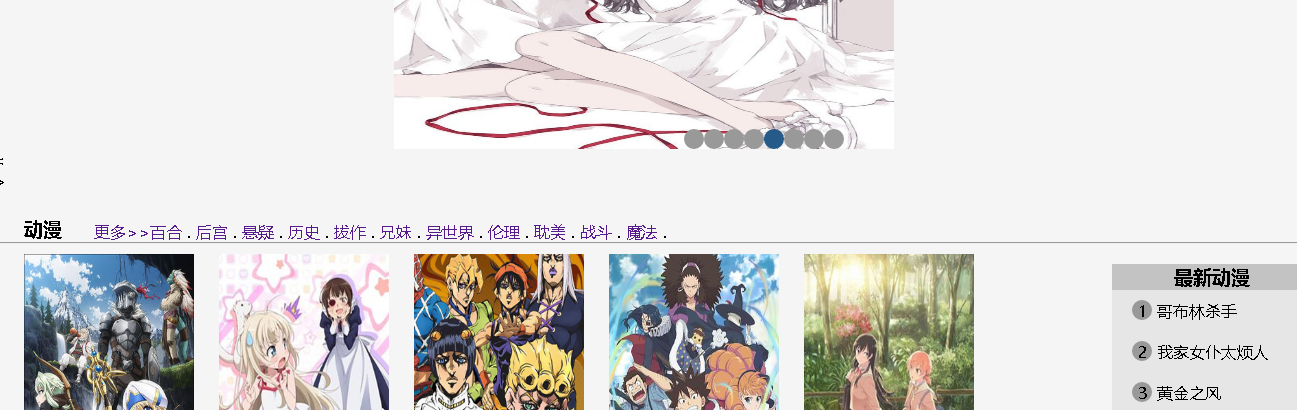 动漫 更多>>百合 . 后宫 . 悬疑 . 历史 . 拔作 . 兄妹 . 异世界 . 伦理 . 耽美 . 战斗 . 魔法 .
最新动漫
1 哥布林杀手
2 我家女仆太烦人
3 黄金之风